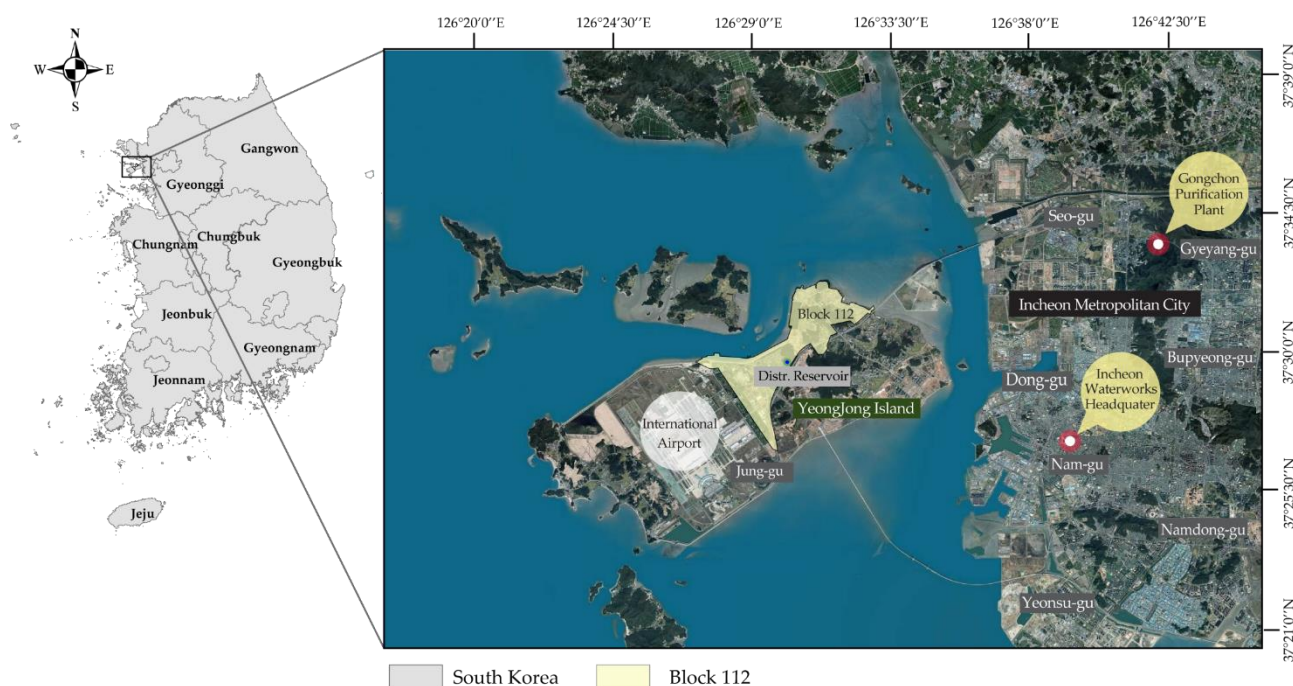 126°20'0''E
126°24'30''E
126°29'0''E
126°33'30''E
126°38'0''E
126°42'30''E
N
W
E
S
37°39'0''N
37°34'30''N
37°30'0''N
37°25'30''N
37°21'0''N
Gangwon
Gyeonggi
Chungnam
Chungbuk
Gyeongbuk
Jeonbuk
Gyeongnam
Jeonnam
Jeju
Gongchon
Purification
Plant
Seo-gu
Gyeyang-gu
Incheon Metropolitan City
Block 112
Bupyeong-gu
Distr. Reservoir
Dong-gu
Incheon
Waterworks
Headquater
YeongJong Island
International
Airport
Jung-gu
Nam-gu
Namdong-gu
Yeonsu-gu
South Korea
Block 112